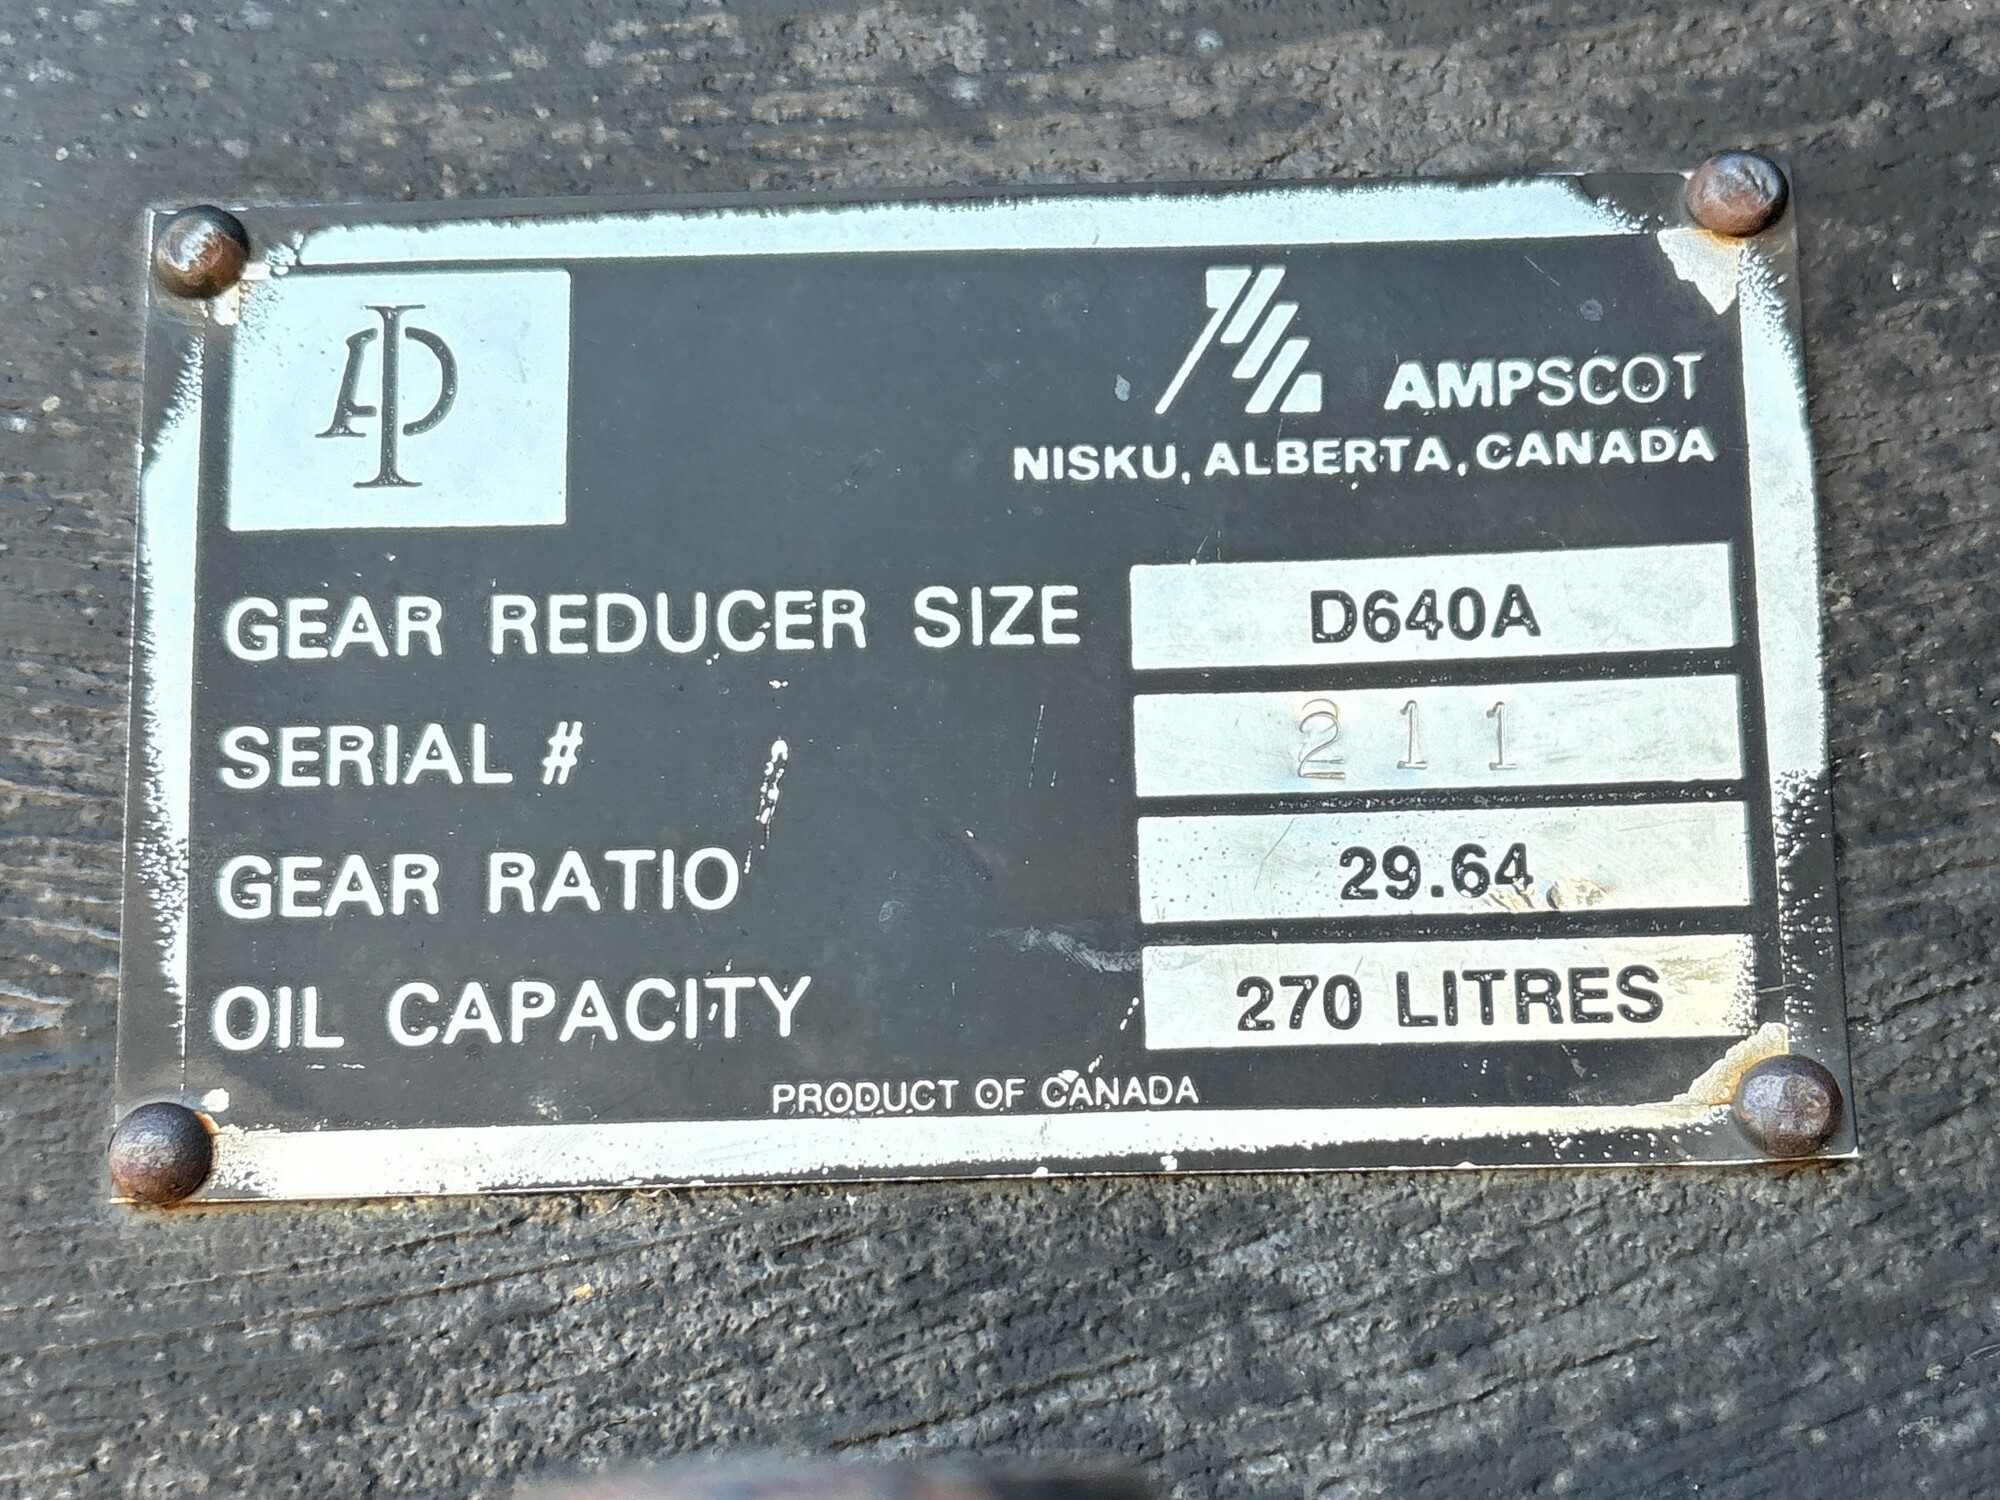 API
AMPSCOT
NISKU, ALBERTA, CANADA
GEAR REDUCER SIZE D640A
SERIAL # 211
GEAR RATIO 29.64
OIL CAPACITY 270 LITRES
PRODUCT OF CANADA